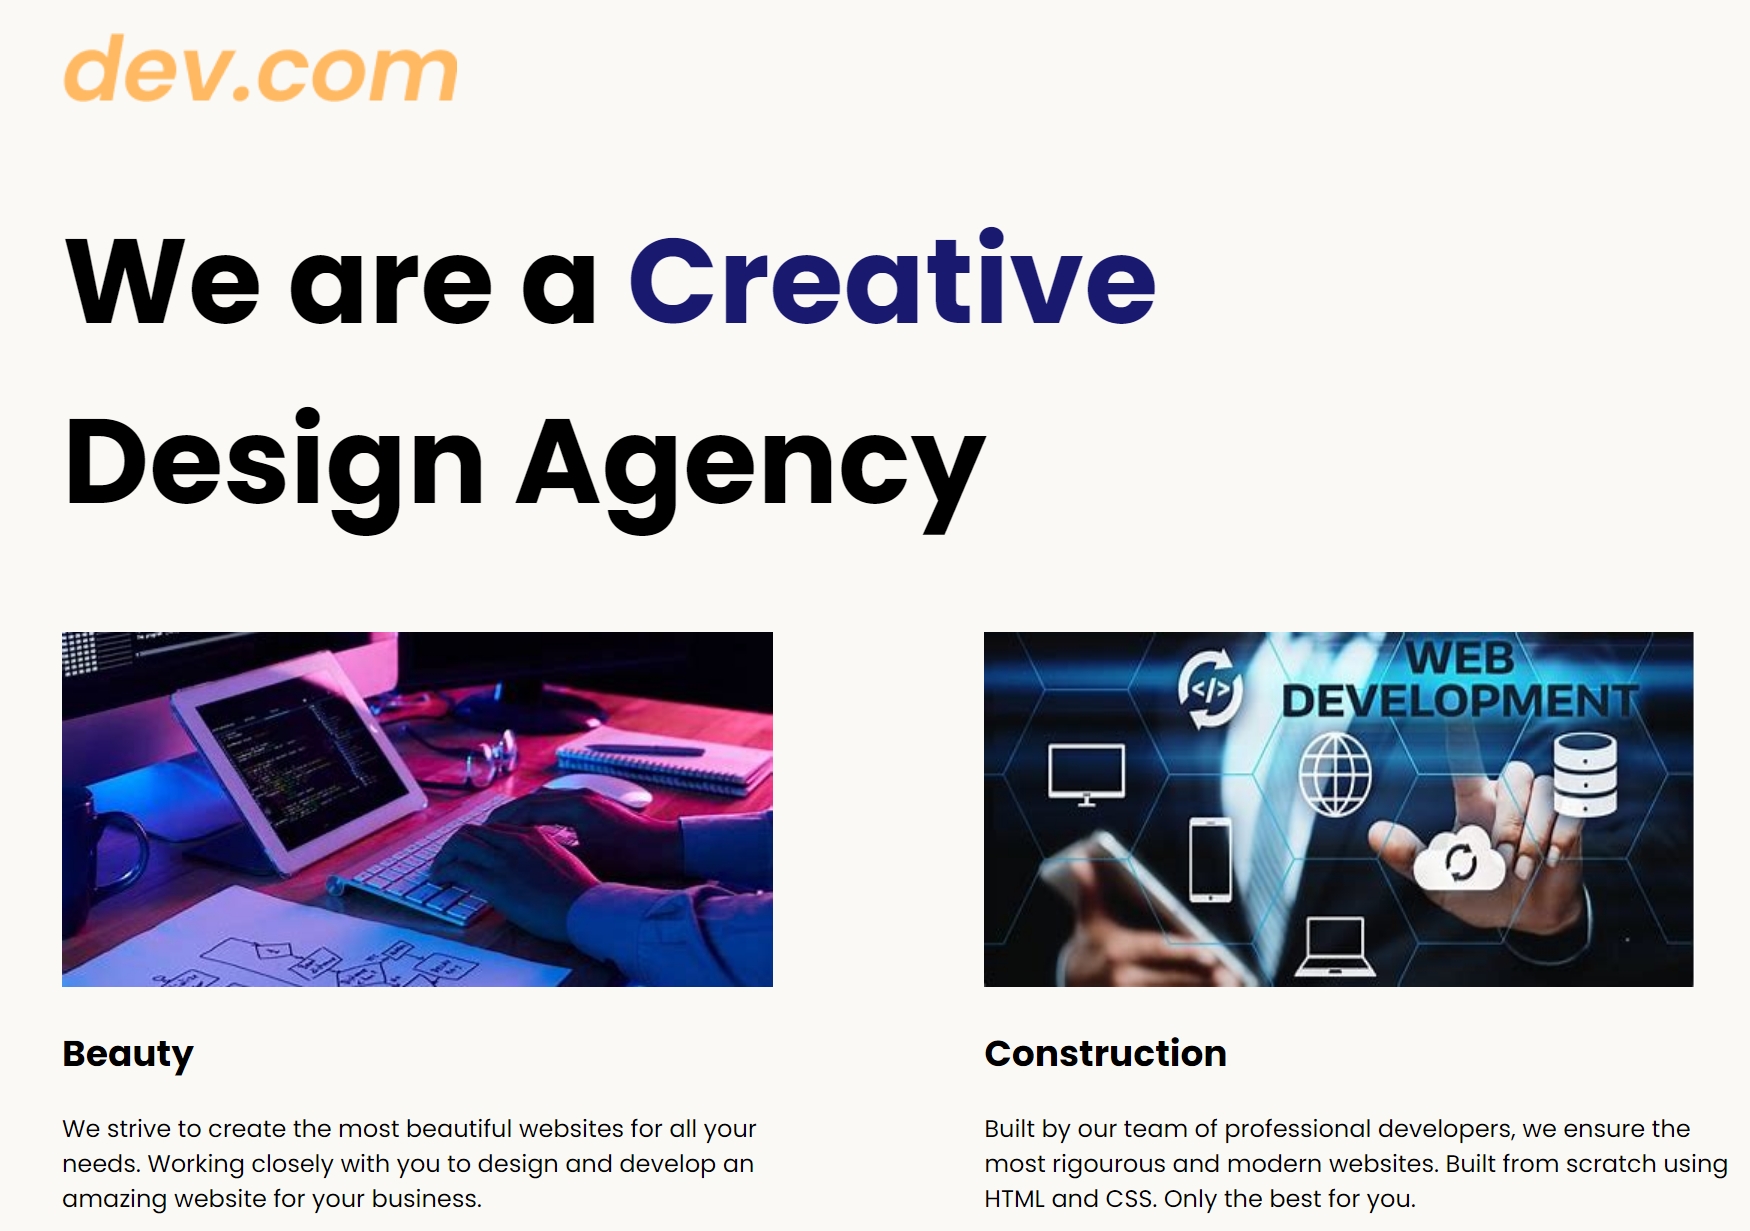 dev.com
We are a Creative
Design Agency
WEB
DEVELOPMENT
</>
Beauty
We strive to create the most beautiful websites for all your
needs. Working closely with you to design and develop an
amazing website for your business.
Construction
Built by our team of professional developers, we ensure the
most rigourous and modern websites. Built from scratch using
HTML and CSS. Only the best for you.